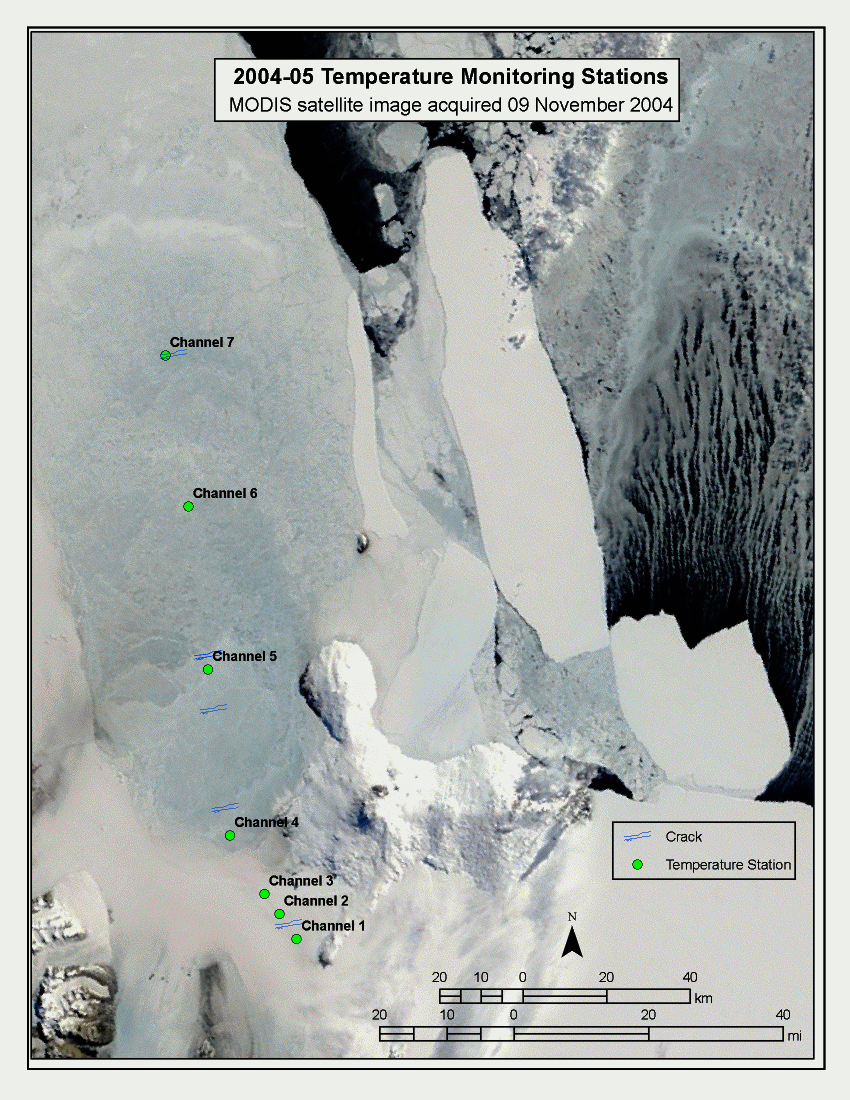 2004-05 Temperature Monitoring Stations
MODIS satellite image acquired 09 November 2004
Channel 7
Channel 6
Channel 5
Channel 4
Channel 3
Channel 2
Channel 1
Crack
Temperature Station
N
20 10 0 20 40
km
20 10 0 20 40
mi